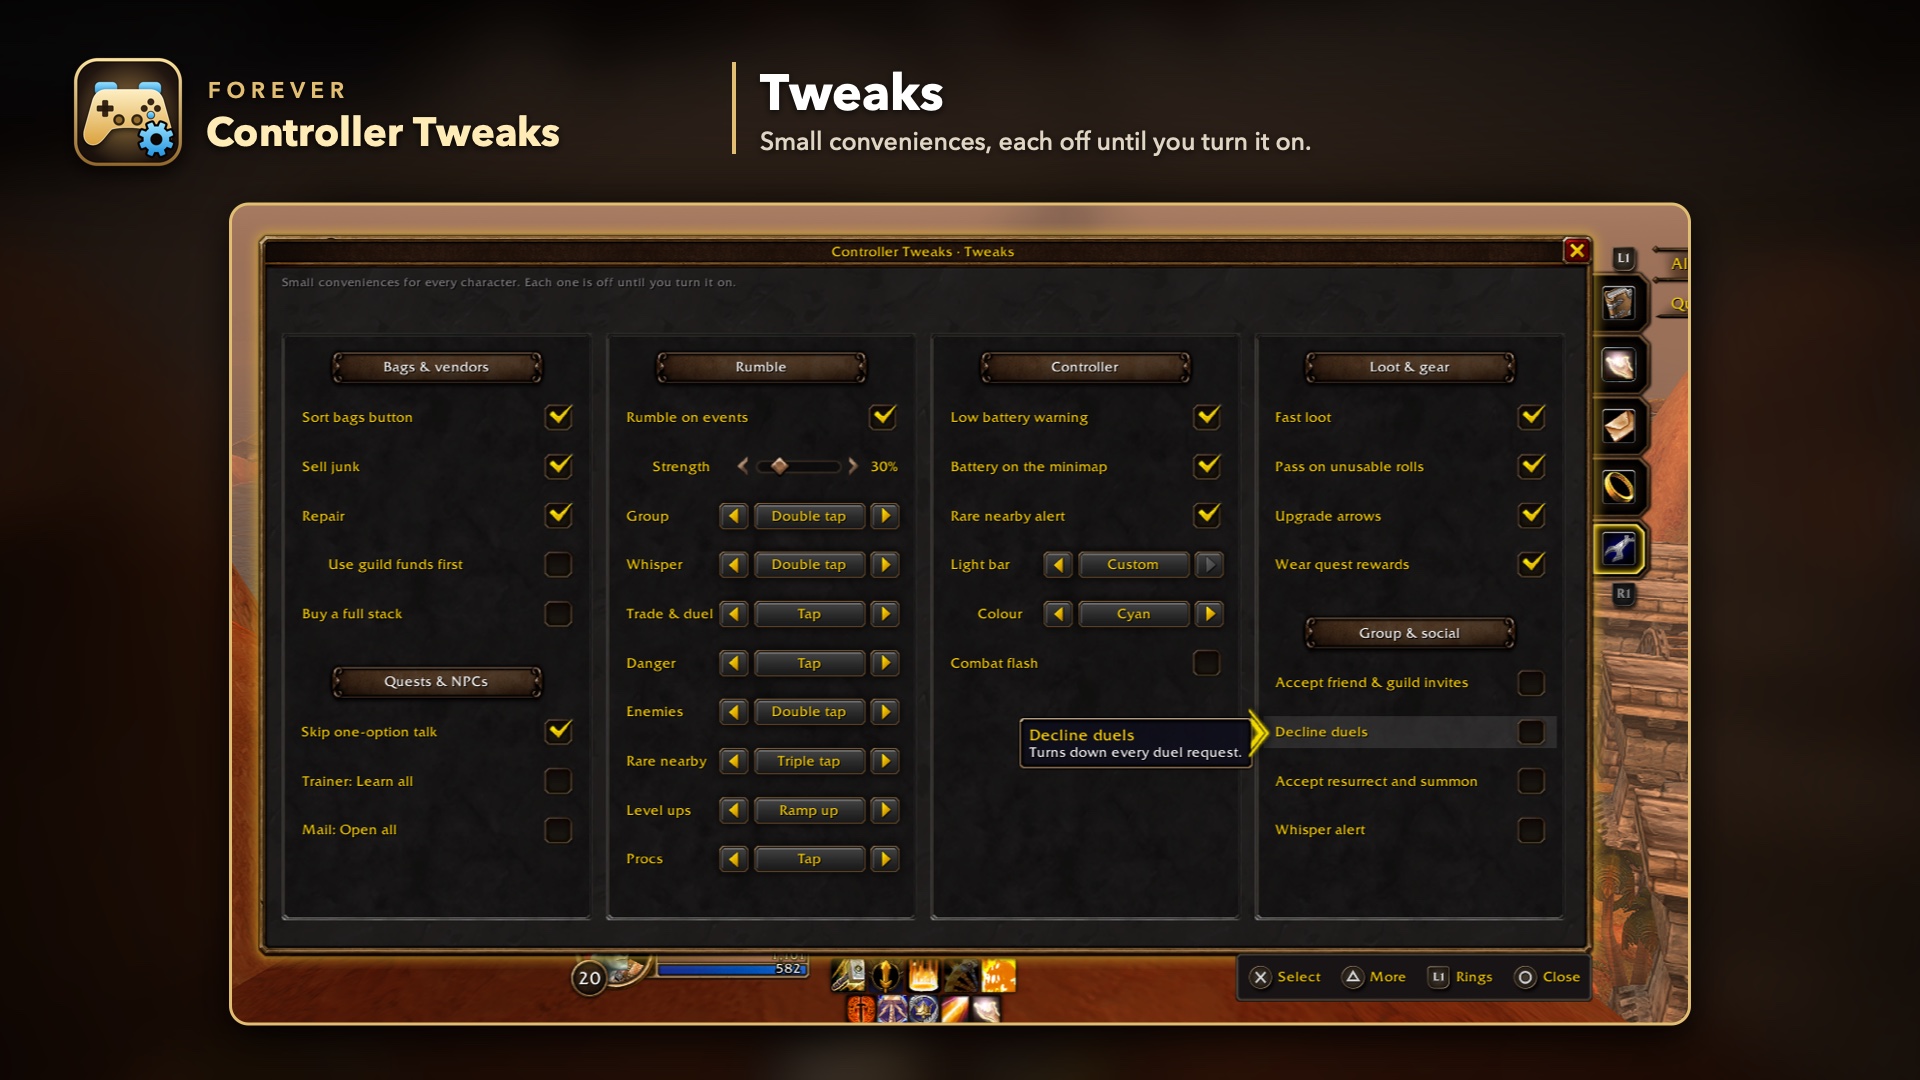 FOREVER
Controller Tweaks
Tweaks
Small conveniences, each off until you turn it on.
Controller Tweaks · Tweaks
Small conveniences for every character. Each one is off until you turn it on.
Bags & vendors
Sort bags button
Sell junk
Repair
Use guild funds first
Buy a full stack
Quests & NPCs
Skip one-option talk
Trainer: Learn all
Mail: Open all
Rumble
Rumble on events
Strength 30%
Group Double tap
Whisper Double tap
Trade & duel Tap
Danger Tap
Enemies Double tap
Rare nearby Triple tap
Level ups Ramp up
Procs Tap
Controller
Low battery warning
Battery on the minimap
Rare nearby alert
Light bar Custom
Colour Cyan
Combat flash
Decline duels
Turns down every duel request.
Loot & gear
Fast loot
Pass on unusable rolls
Upgrade arrows
Wear quest rewards
Group & social
Accept friend & guild invites
Decline duels
Accept resurrect and summon
Whisper alert
L1
R1
20
582
Select More L1 Rings Close